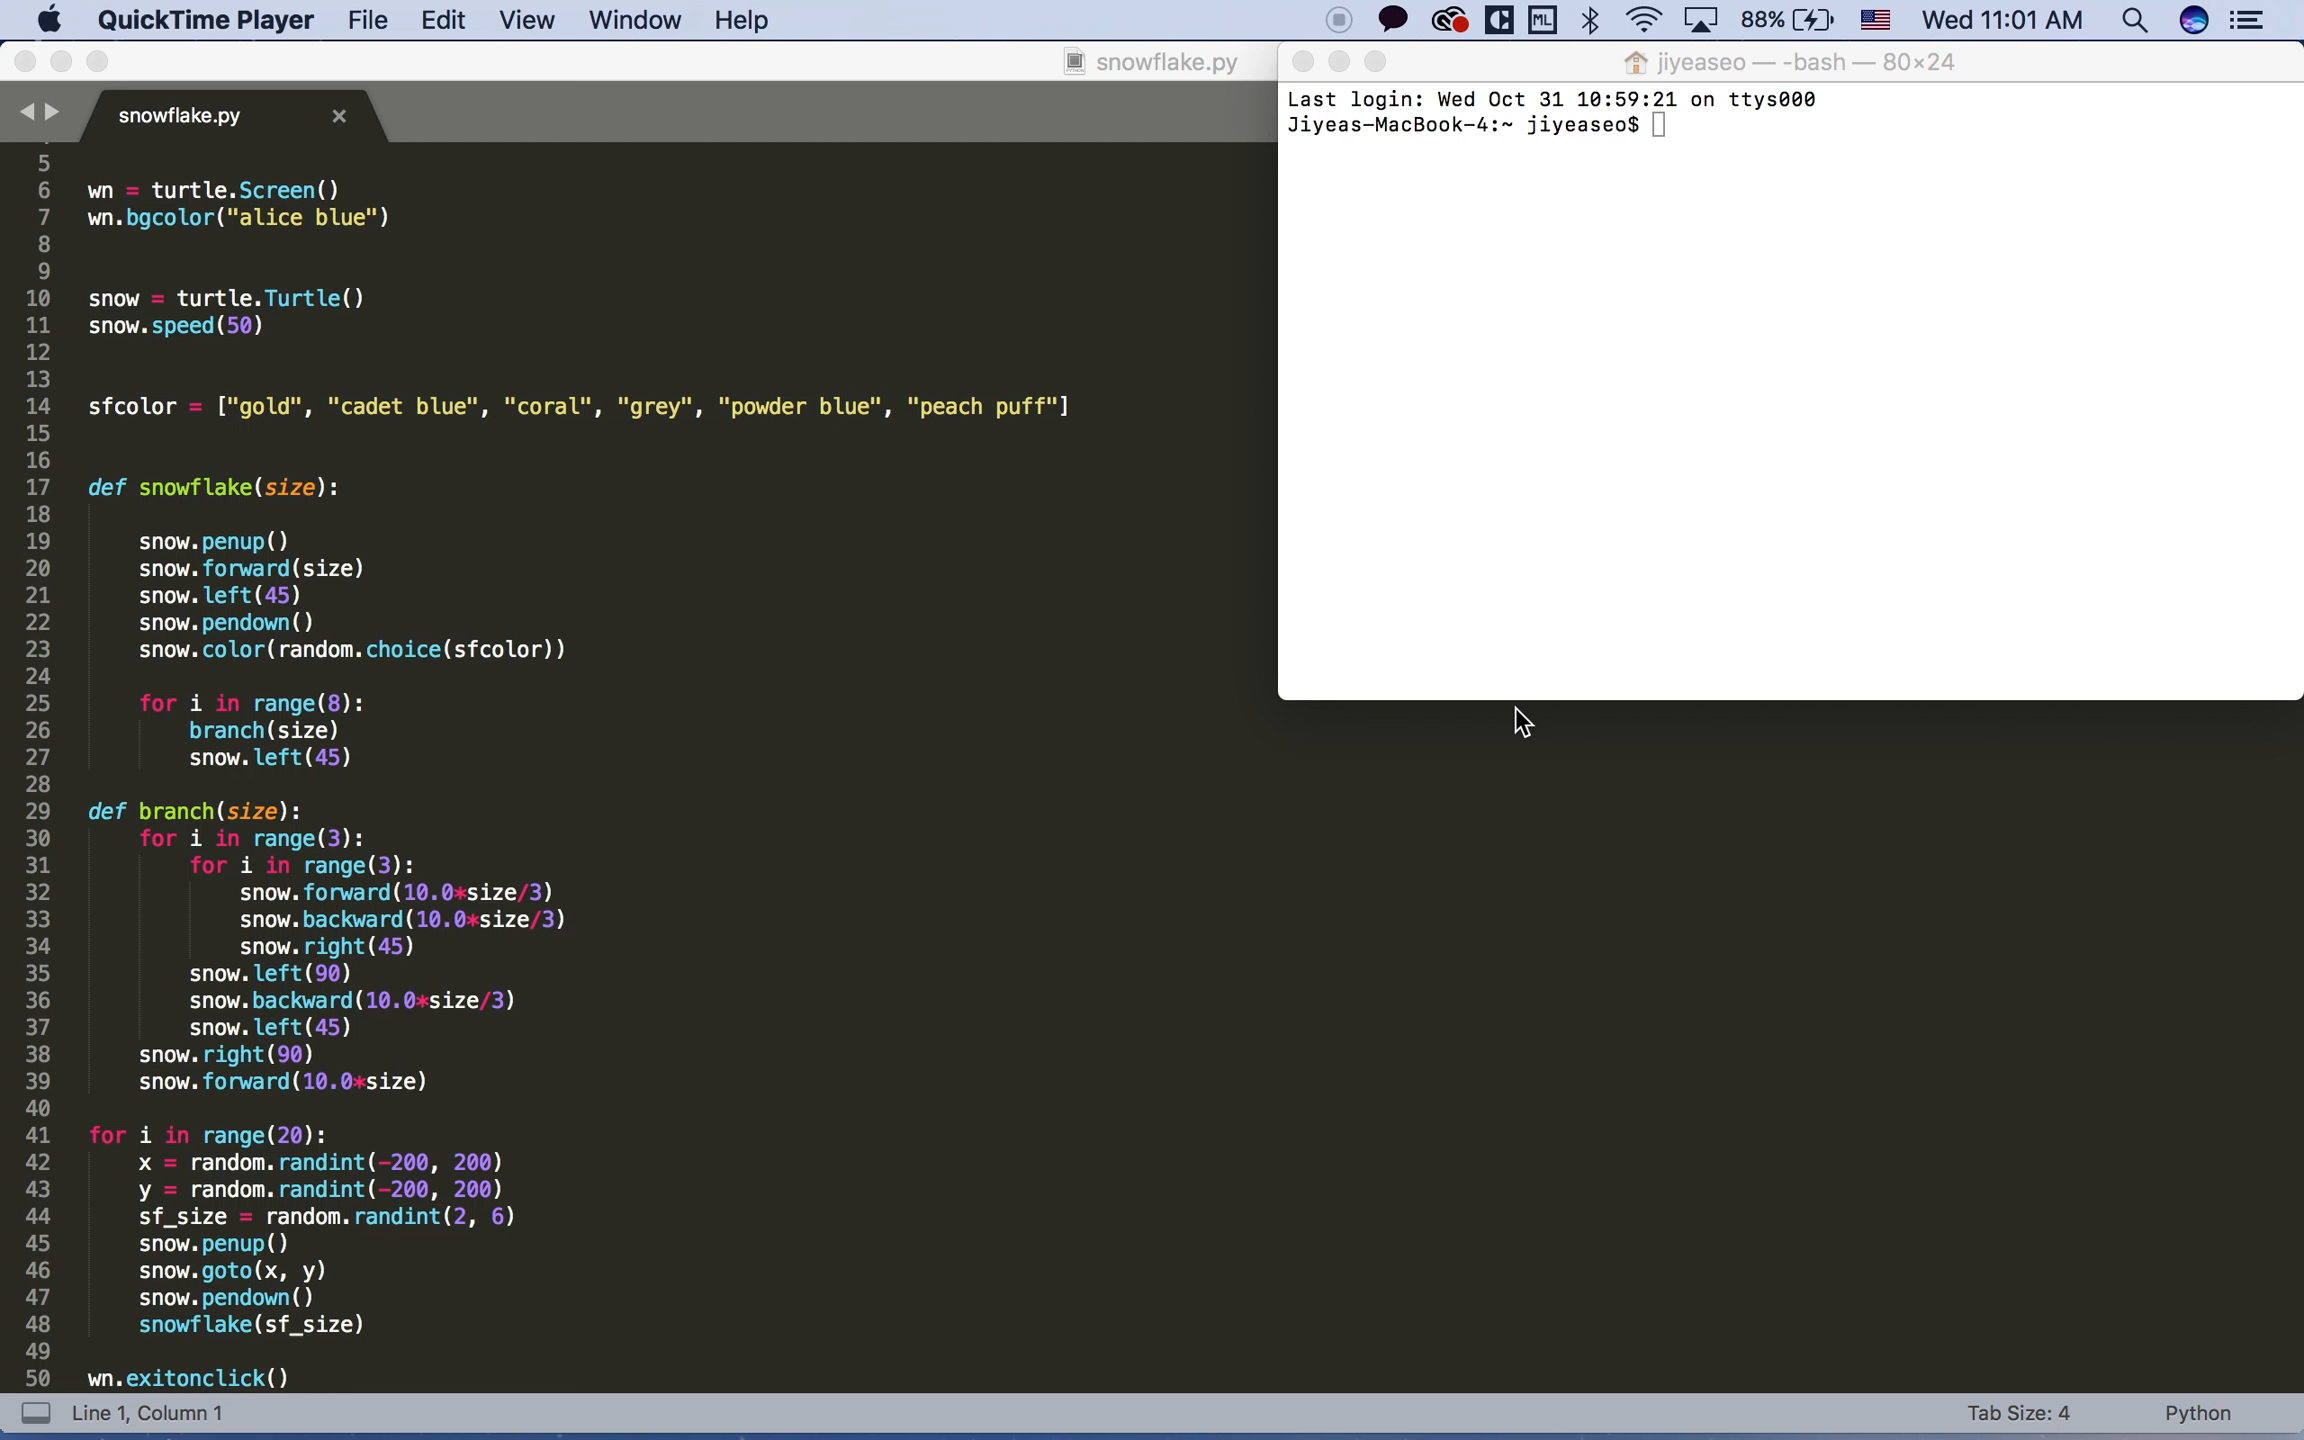 QuickTime Player File Edit View Window Help ML 88% Wed 11:01 AM
snowflake.py
jiyeaseo — -bash — 80×24
snowflake.py ×
Last login: Wed Oct 31 10:59:21 on ttys000
Jiyeas-MacBook-4:~ jiyeaseo$
5
6 wn = turtle.Screen()
7 wn.bgcolor("alice blue")
8
9
10 snow = turtle.Turtle()
11 snow.speed(50)
12
13
14 sfcolor = ["gold", "cadet blue", "coral", "grey", "powder blue", "peach puff"]
15
16
17 def snowflake(size):
18
19     snow.penup()
20     snow.forward(size)
21     snow.left(45)
22     snow.pendown()
23     snow.color(random.choice(sfcolor))
24
25     for i in range(8):
26         branch(size)
27         snow.left(45)
28
29 def branch(size):
30     for i in range(3):
31         for i in range(3):
32             snow.forward(10.0*size/3)
33             snow.backward(10.0*size/3)
34             snow.right(45)
35         snow.left(90)
36         snow.backward(10.0*size/3)
37         snow.left(45)
38     snow.right(90)
39     snow.forward(10.0*size)
40
41 for i in range(20):
42     x = random.randint(-200, 200)
43     y = random.randint(-200, 200)
44     sf_size = random.randint(2, 6)
45     snow.penup()
46     snow.goto(x, y)
47     snow.pendown()
48     snowflake(sf_size)
49
50 wn.exitonclick()
Line 1, Column 1 Tab Size: 4 Python